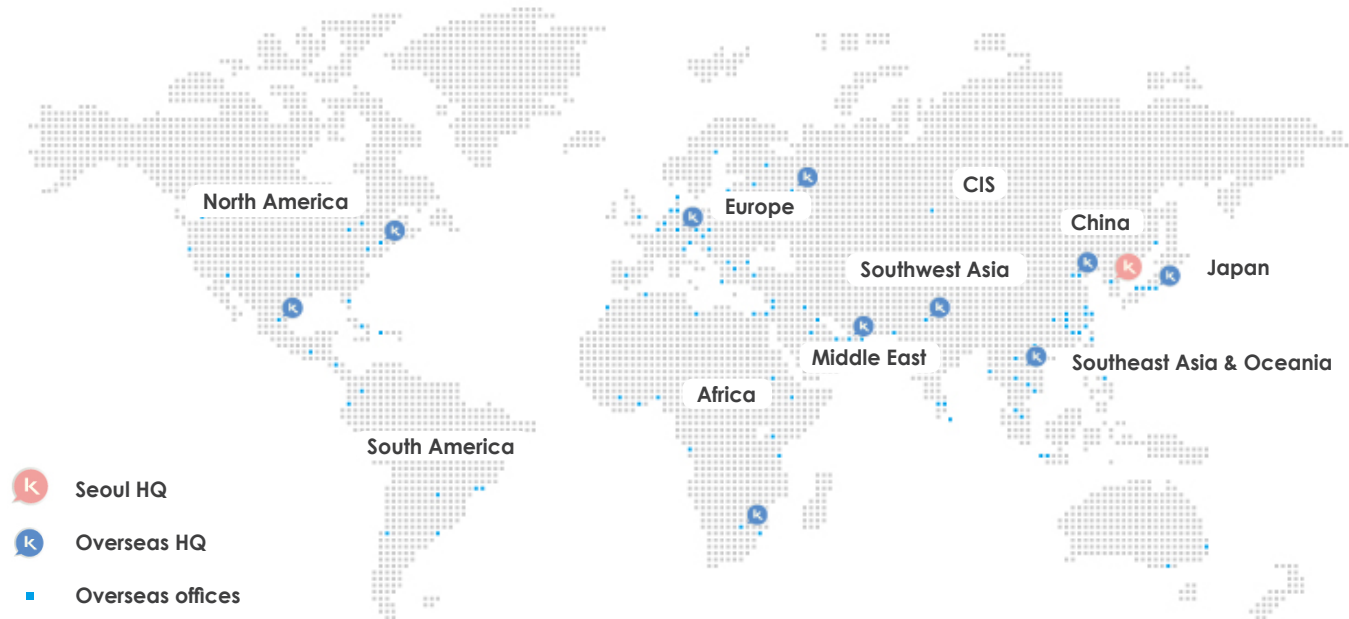 North America
CIS
Europe
China
Southwest Asia
Japan
Middle East
Southeast Asia & Oceania
Africa
South America
k Seoul HQ
k Overseas HQ
Overseas offices